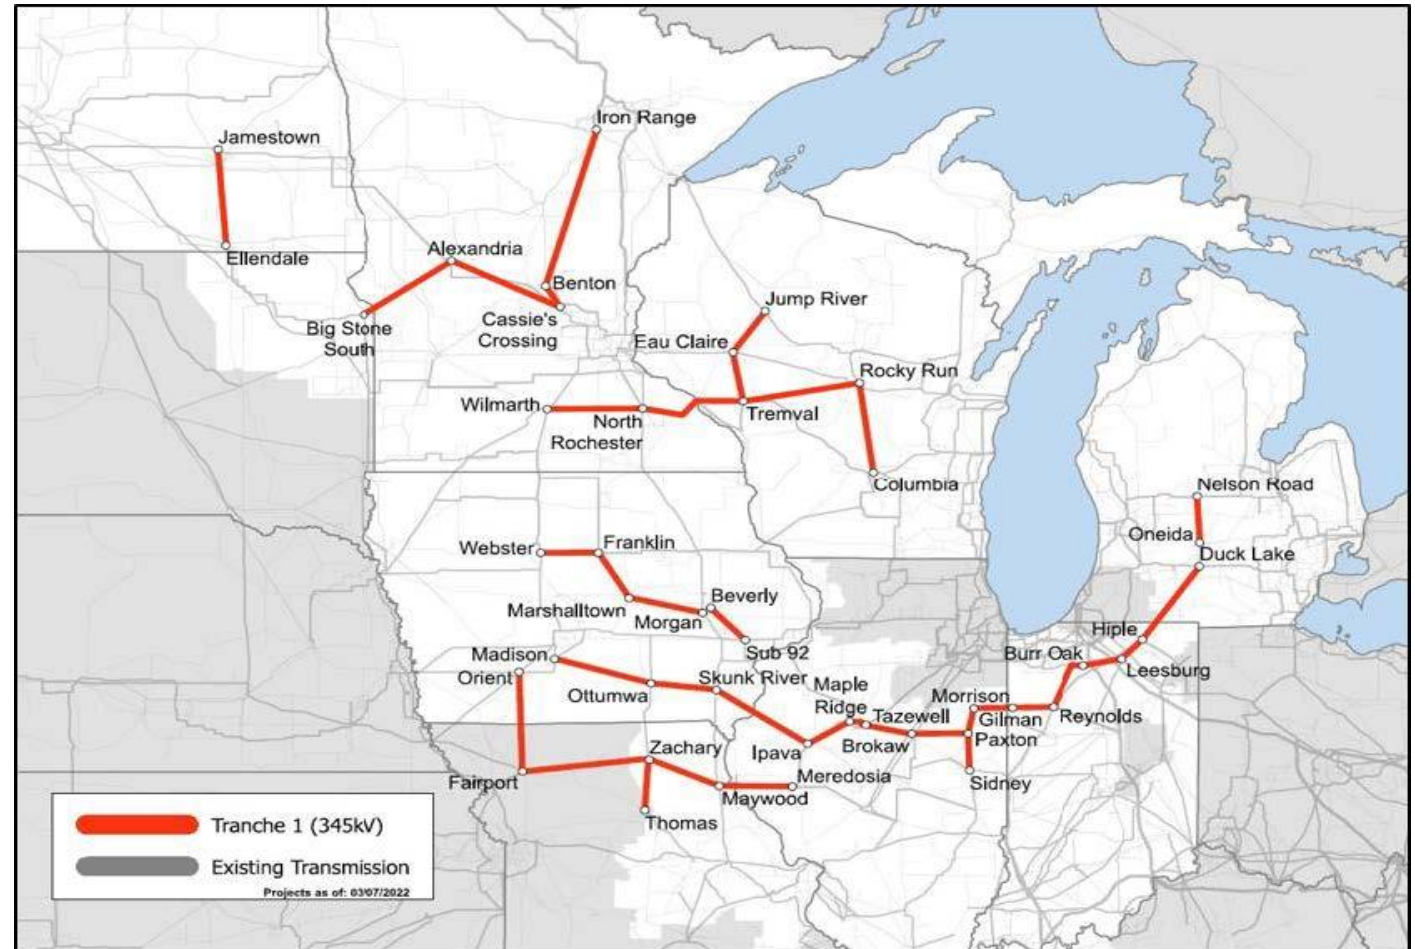 Iron Range
Jamestown
Ellendale
Alexandria
Benton
Big Stone
South
Cassie's
Crossing
Jump River
Eau Claire
Rocky Run
Wilmarth
North
Rochester
Tremval
Columbia
Nelson Road
Oneida
Duck Lake
Webster
Franklin
Marshalltown
Morgan
Beverly
Sub 92
Hiple
Burr Oak
Leesburg
Madison
Orient
Ottumwa
Skunk River
Maple
Ridge
Tazewell
Morrison
Gilman
Reynolds
Ipava
Brokaw
Paxton
Zachary
Fairport
Meredosia
Maywood
Sidney
Thomas
Tranche 1 (345kV)
Existing Transmission
Projects as of: 03/07/2022